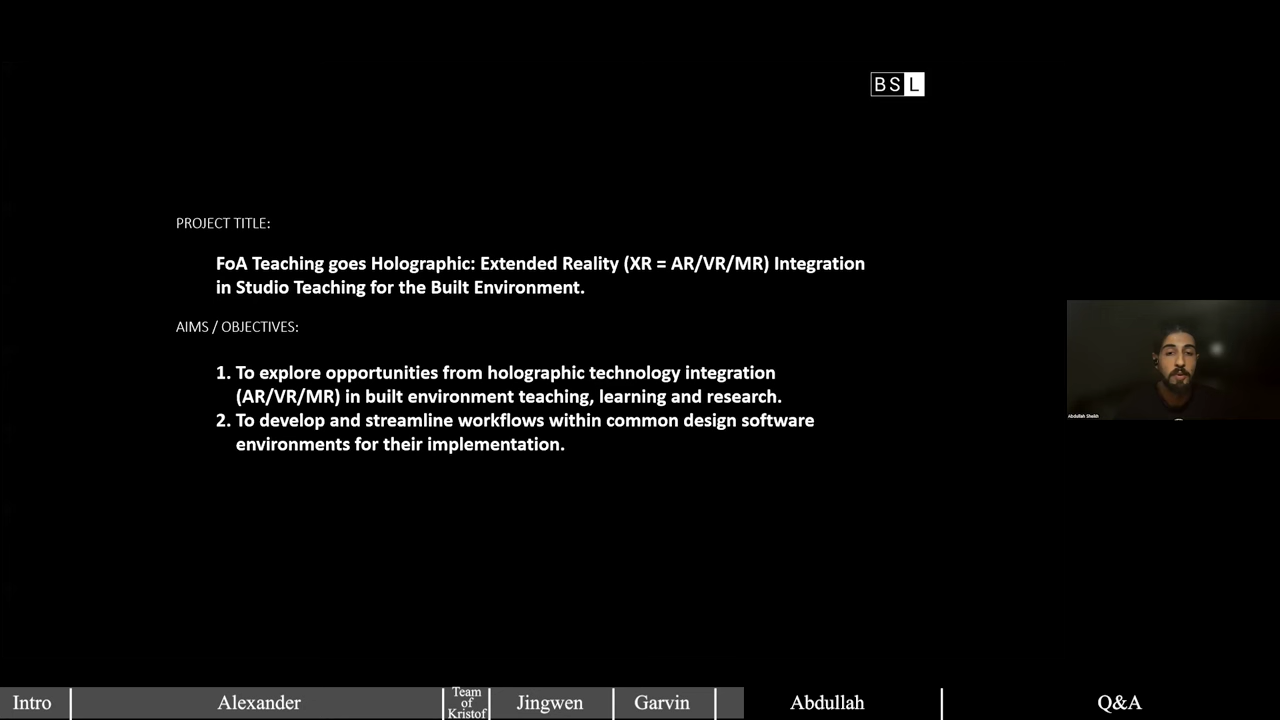 BSL
PROJECT TITLE:
FoA Teaching goes Holographic: Extended Reality (XR = AR/VR/MR) Integration
in Studio Teaching for the Built Environment.
AIMS / OBJECTIVES:
1. To explore opportunities from holographic technology integration
(AR/VR/MR) in built environment teaching, learning and research.
2. To develop and streamline workflows within common design software
environments for their implementation.
Abdullah Sheikh
Intro
Alexander
Team
of
Kristof
Jingwen
Garvin
Abdullah
Q&A